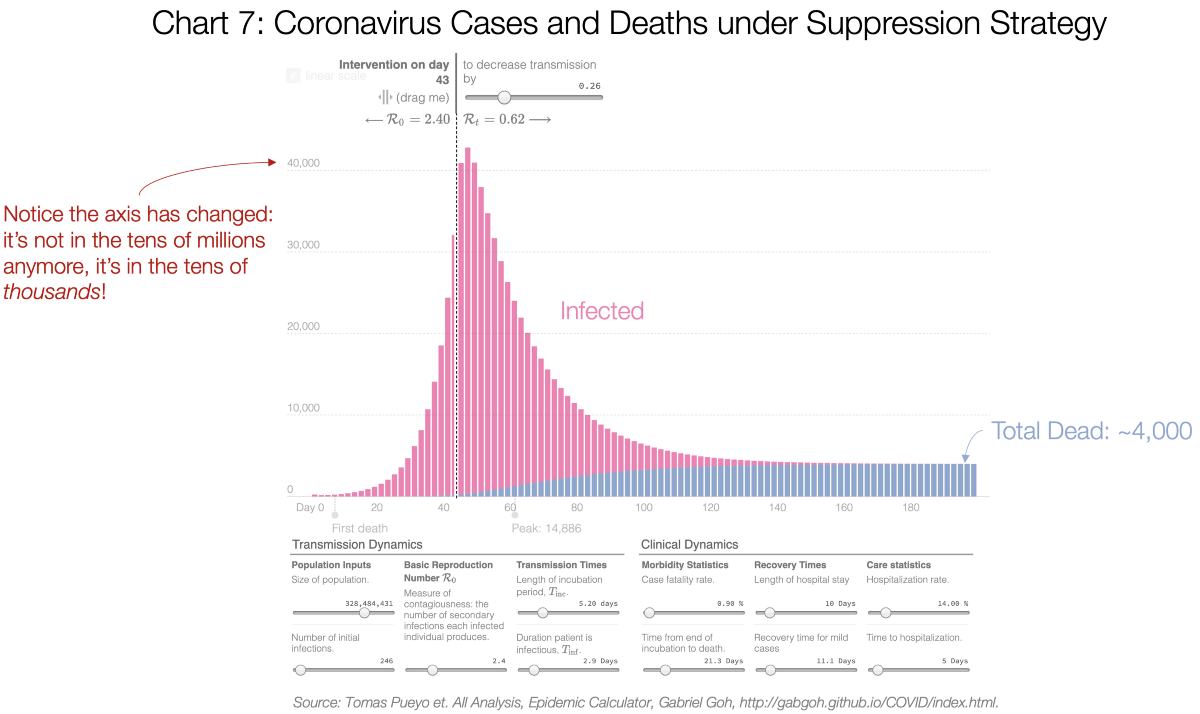 Chart 7: Coronavirus Cases and Deaths under Suppression Strategy
linear scale
Intervention on day
43
(drag me)
to decrease transmission
by
0.26
⟵ R₀ = 2.40
Rₜ = 0.62 ⟶
40,000
30,000
20,000
10,000
0
Notice the axis has changed:
it's not in the tens of millions
anymore, it's in the tens of
thousands!
Infected
Total Dead: ~4,000
Day 0 20 40 60 80 100 120 140 160 180
First death
Peak: 14,886
Transmission Dynamics
Population Inputs
Size of population.
328,484,431
Number of initial
infections.
246
Basic Reproduction
Number R₀
Measure of
contagiousness: the
number of secondary
infections each infected
individual produces.
2.4
Transmission Times
Length of incubation
period, T_inc.
5.20 days
Duration patient is
infectious, T_inf.
2.9 Days
Clinical Dynamics
Morbidity Statistics
Case fatality rate.
0.90 %
Time from end of
incubation to death.
21.3 Days
Recovery Times
Length of hospital stay
10 Days
Recovery time for mild
cases
11.1 Days
Care statistics
Hospitalization rate.
14.00 %
Time to hospitalization.
5 Days
Source: Tomas Pueyo et. All Analysis, Epidemic Calculator, Gabriel Goh, http://gabgoh.github.io/COVID/index.html.